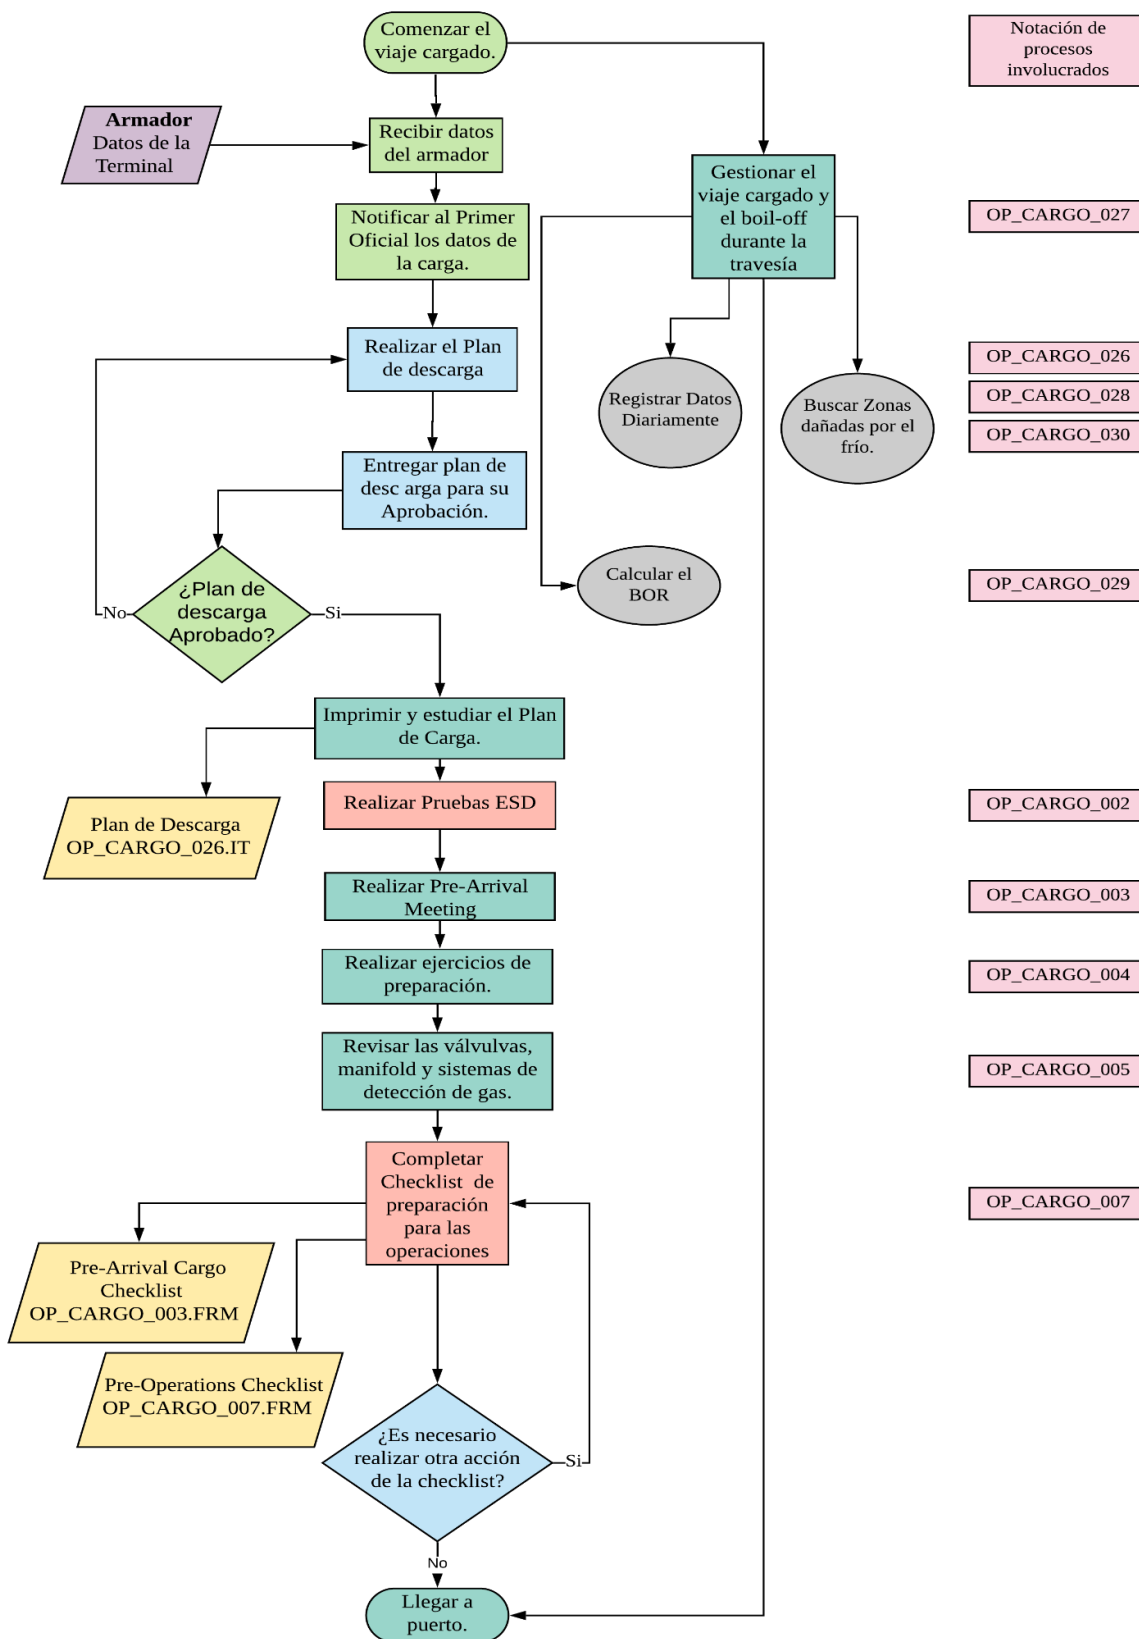 Comenzar el
viaje cargado.
Notación de
procesos
involucrados
Armador
Datos de la
Terminal
Recibir datos
del armador
Gestionar el
viaje cargado y
el boil-off
durante la
travesía
Notificar al Primer
Oficial los datos de
la carga.
OP_CARGO_027
Realizar el Plan
de descarga
OP_CARGO_026
OP_CARGO_028
OP_CARGO_030
Registrar Datos
Diariamente
Buscar Zonas
dañadas por el
frío.
Entregar plan de
desc arga para su
Aprobación.
¿Plan de
descarga
Aprobado?
No
Si
Calcular el
BOR
OP_CARGO_029
Imprimir y estudiar el Plan
de Carga.
Plan de Descarga
OP_CARGO_026.IT
Realizar Pruebas ESD
OP_CARGO_002
Realizar Pre-Arrival
Meeting
OP_CARGO_003
Realizar ejercicios de
preparación.
OP_CARGO_004
Revisar las válvulvas,
manifold y sistemas de
detección de gas.
OP_CARGO_005
Completar
Checklist de
preparación
para las
operaciones
OP_CARGO_007
Pre-Arrival Cargo
Checklist
OP_CARGO_003.FRM
Pre-Operations Checklist
OP_CARGO_007.FRM
¿Es necesario
realizar otra acción
de la checklist?
Si
No
Llegar a
puerto.